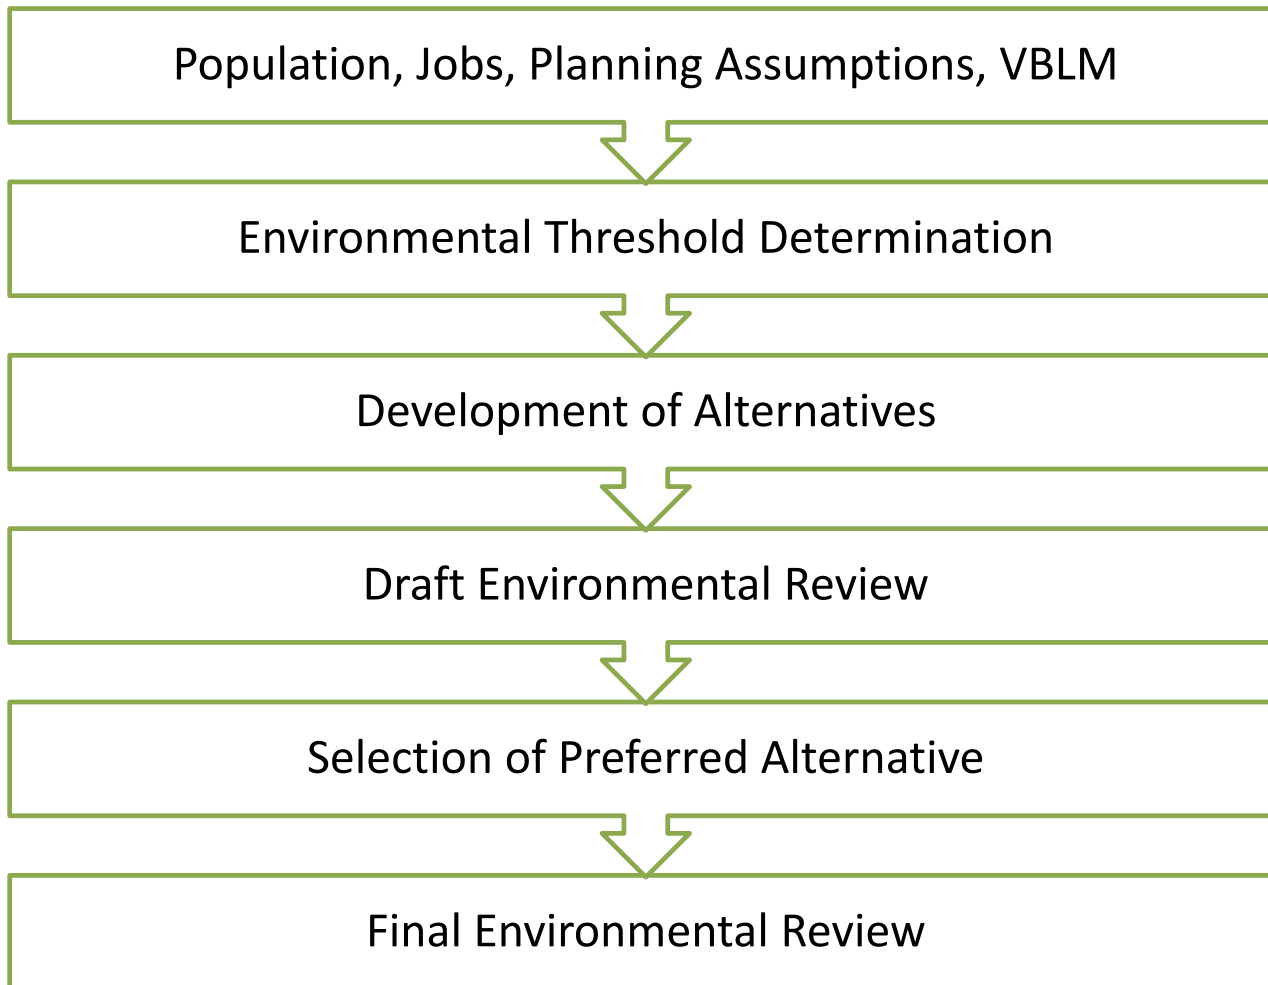 Population, Jobs, Planning Assumptions, VBLM
Environmental Threshold Determination
Development of Alternatives
Draft Environmental Review
Selection of Preferred Alternative
Final Environmental Review